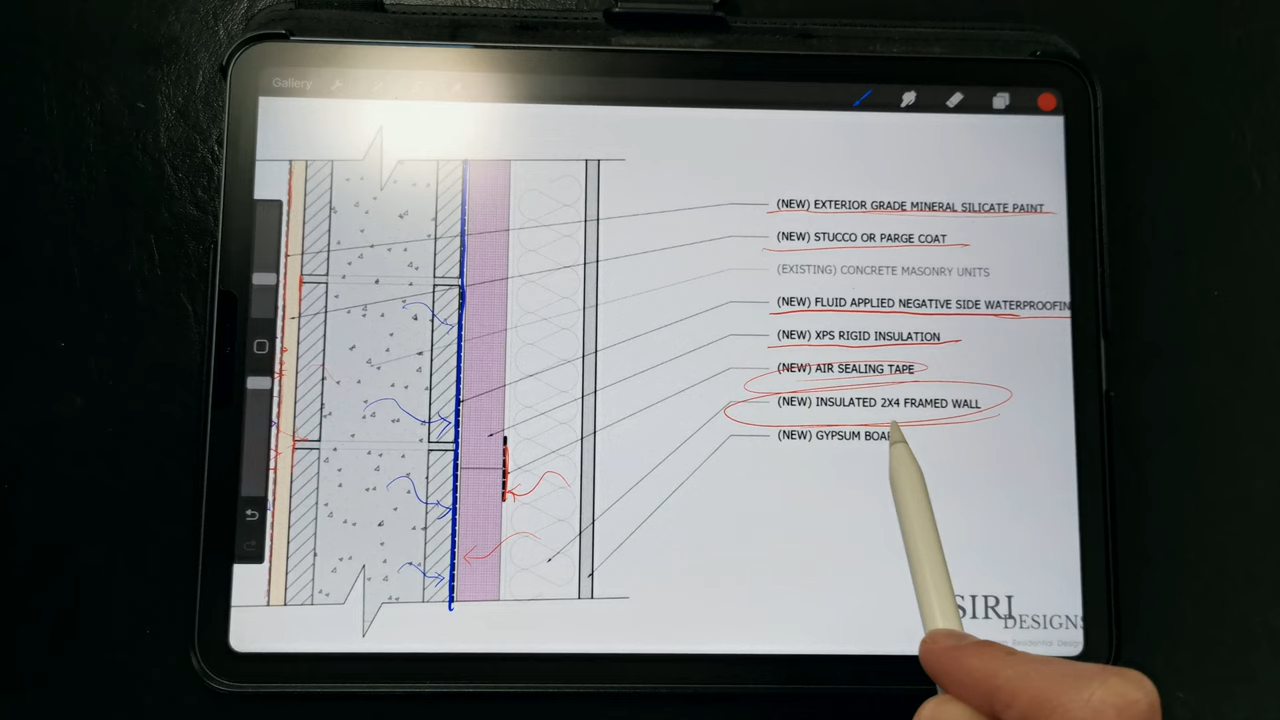 Gallery
(NEW) EXTERIOR GRADE MINERAL SILICATE PAINT
(NEW) STUCCO OR PARGE COAT
(EXISTING) CONCRETE MASONRY UNITS
(NEW) FLUID APPLIED NEGATIVE SIDE WATERPROOFIN
(NEW) XPS RIGID INSULATION
(NEW) AIR SEALING TAPE
(NEW) INSULATED 2X4 FRAMED WALL
(NEW) GYPSUM BOA
SIRI
DESIGNS
Residential Desig